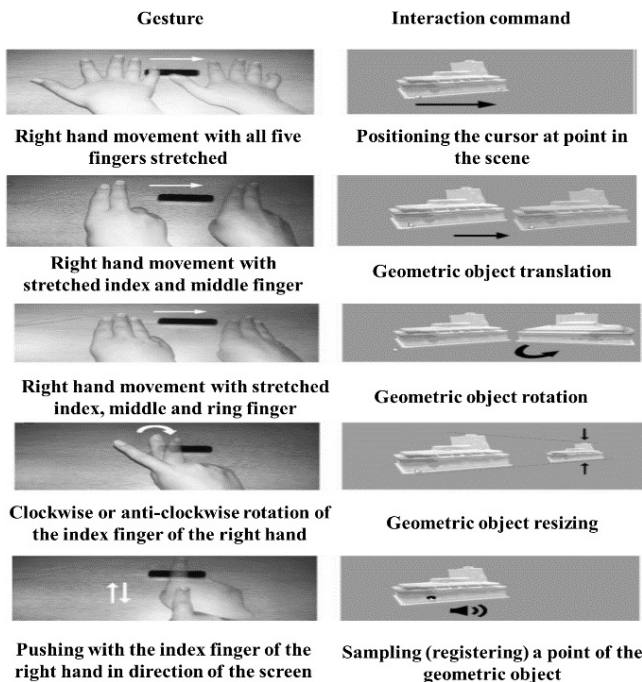 Gesture
Interaction command
Right hand movement with all five
fingers stretched
Positioning the cursor at point in
the scene
Right hand movement with
stretched index and middle finger
Geometric object translation
Right hand movement with stretched
index, middle and ring finger
Geometric object rotation
Clockwise or anti-clockwise rotation of
the index finger of the right hand
Geometric object resizing
Pushing with the index finger of the
right hand in direction of the screen
Sampling (registering) a point of the
geometric object